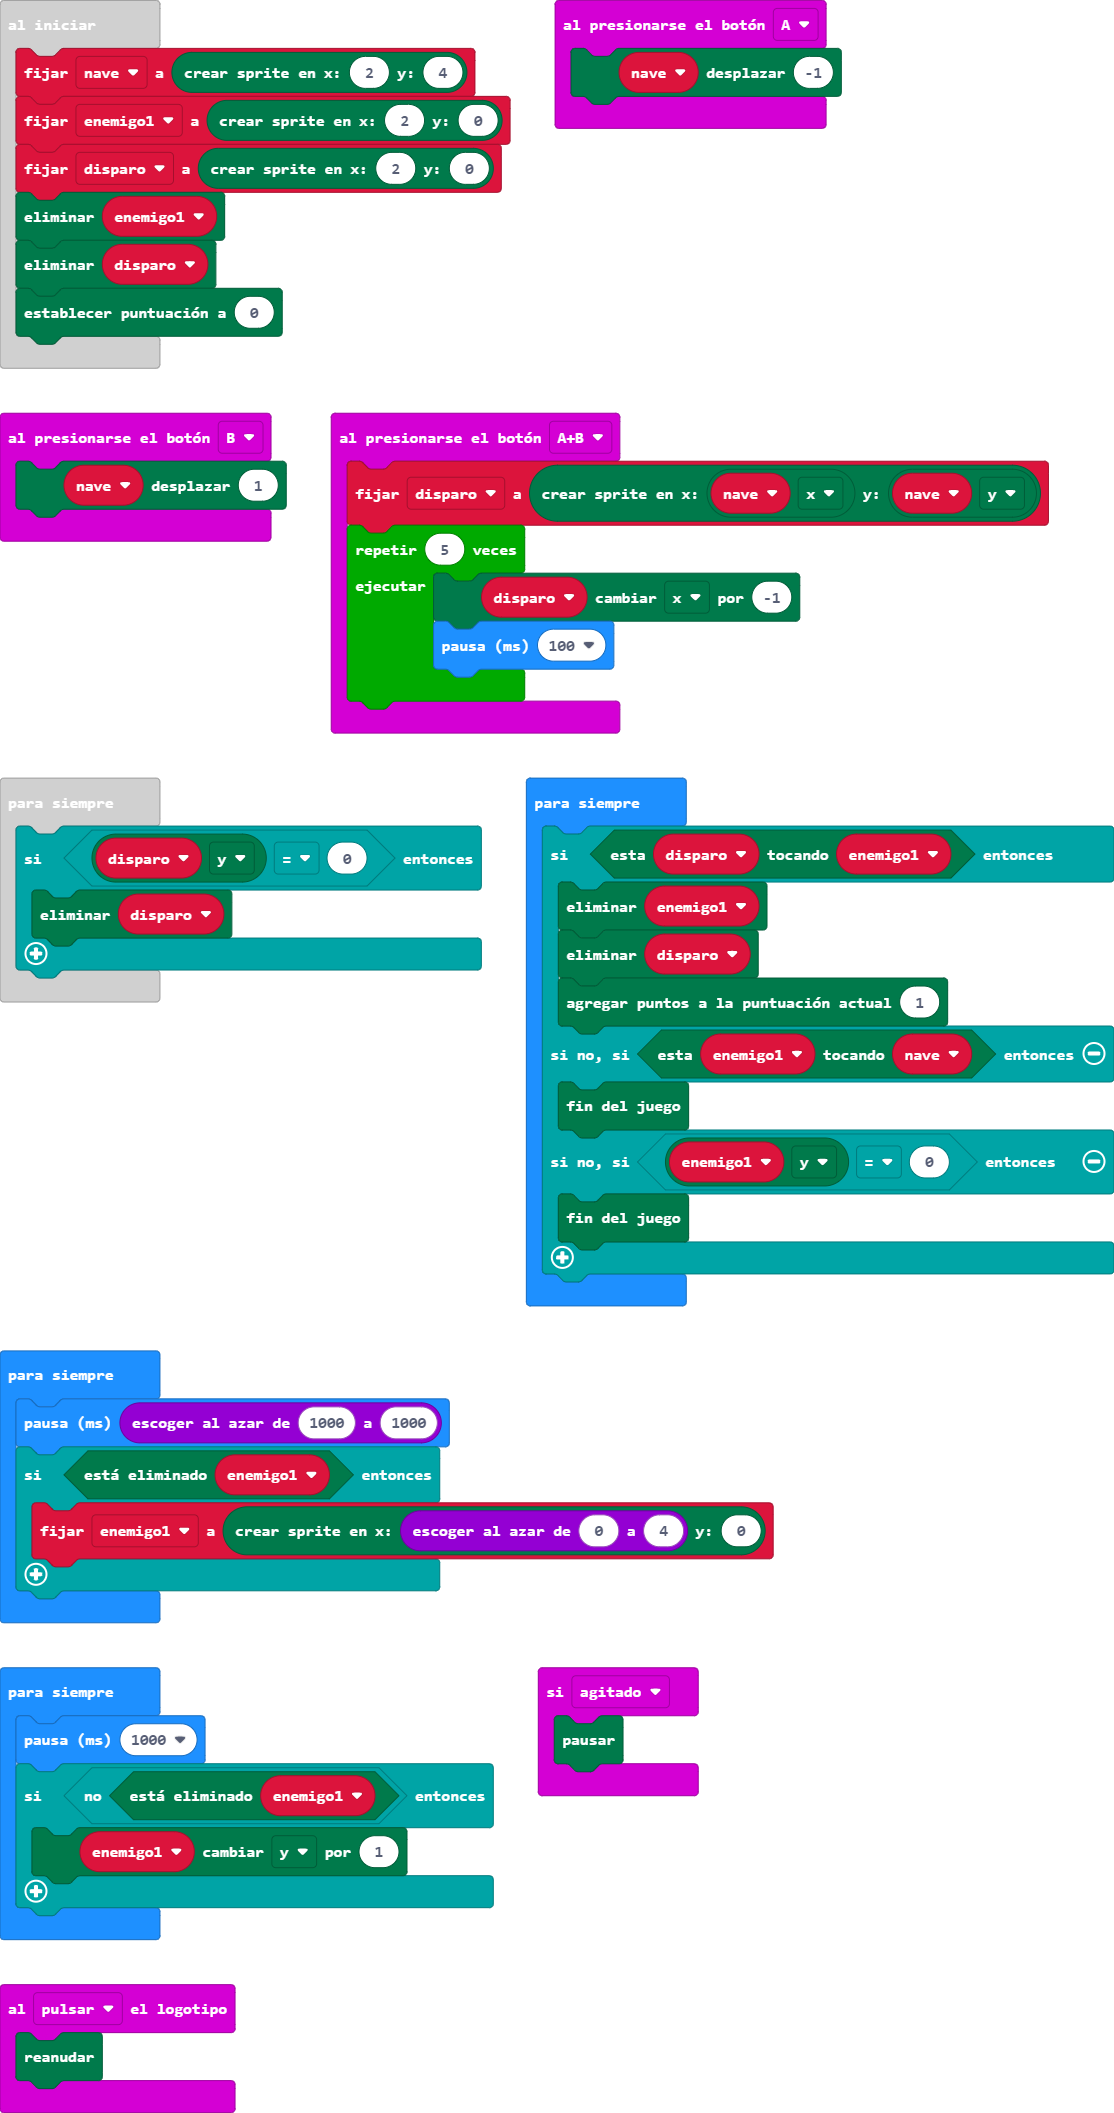 al iniciar
fijar nave a crear sprite en x: 2 y: 4
fijar enemigo1 a crear sprite en x: 2 y: 0
fijar disparo a crear sprite en x: 2 y: 0
eliminar enemigo1
eliminar disparo
establecer puntuación a 0
al presionarse el botón A
nave desplazar -1
al presionarse el botón B
nave desplazar 1
al presionarse el botón A+B
fijar disparo a crear sprite en x: nave x y: nave y
repetir 5 veces
ejecutar
disparo cambiar x por -1
pausa (ms) 100
para siempre
si disparo y = 0 entonces
eliminar disparo
para siempre
si esta disparo tocando enemigo1 entonces
eliminar enemigo1
eliminar disparo
agregar puntos a la puntuación actual 1
si no, si esta enemigo1 tocando nave entonces
fin del juego
si no, si enemigo1 y = 0 entonces
fin del juego
para siempre
pausa (ms) escoger al azar de 1000 a 1000
si está eliminado enemigo1 entonces
fijar enemigo1 a crear sprite en x: escoger al azar de 0 a 4 y: 0
para siempre
pausa (ms) 1000
si no está eliminado enemigo1 entonces
enemigo1 cambiar y por 1
si agitado
pausar
al pulsar el logotipo
reanudar